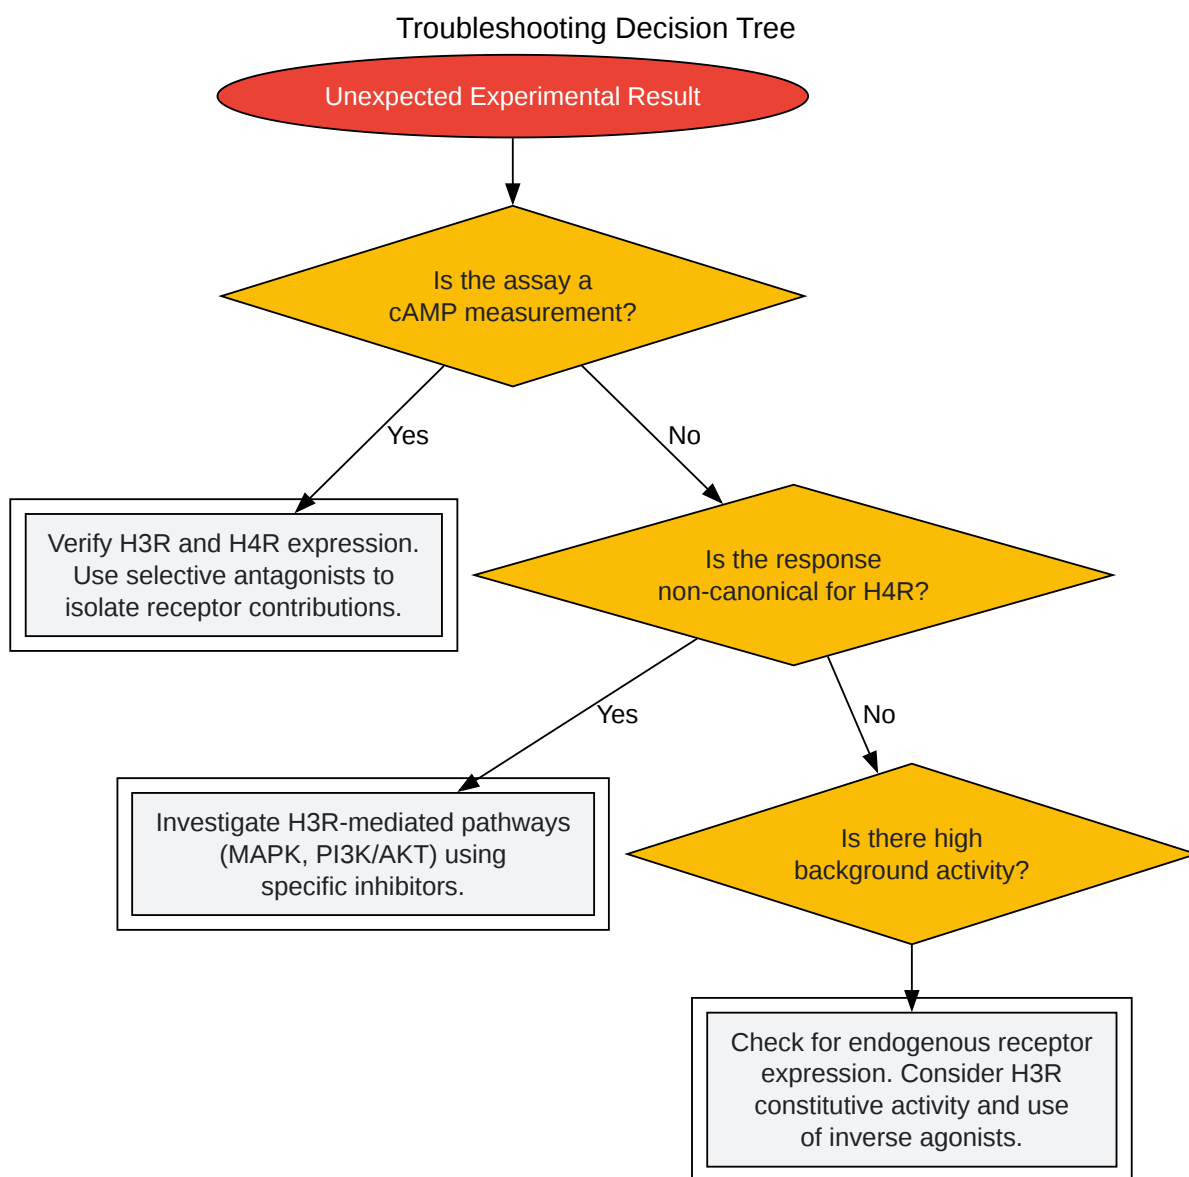 Troubleshooting Decision Tree
Unexpected Experimental Result
Is the assay a
cAMP measurement?
Yes
No
Verify H3R and H4R expression.
Use selective antagonists to
isolate receptor contributions.
Is the response
non-canonical for H4R?
Yes
No
Investigate H3R-mediated pathways
(MAPK, PI3K/AKT) using
specific inhibitors.
Is there high
background activity?
Check for endogenous receptor
expression. Consider H3R
constitutive activity and use
of inverse agonists.